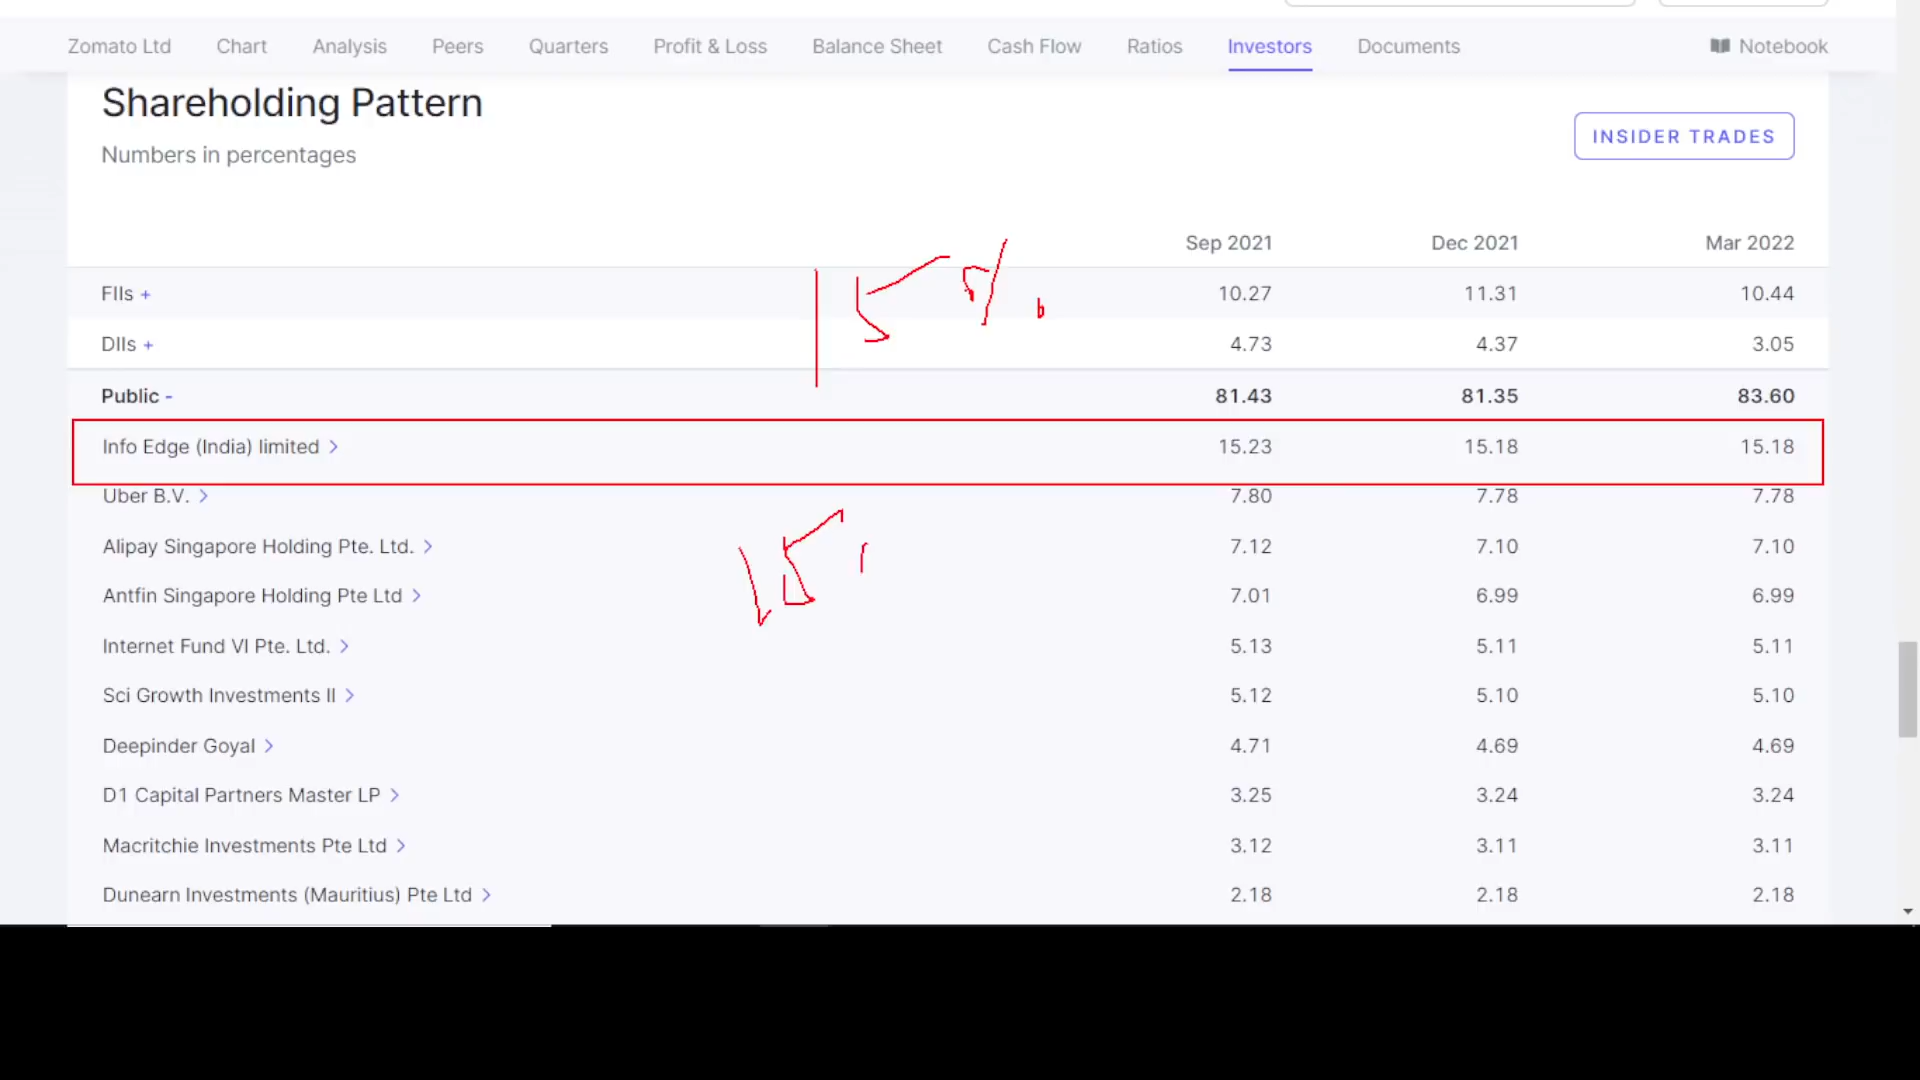 Zomato Ltd Chart Analysis Peers Quarters Profit & Loss Balance Sheet Cash Flow Ratios Investors Documents Notebook
Shareholding Pattern
INSIDER TRADES
Numbers in percentages
Sep 2021 Dec 2021 Mar 2022
15 %
FIIs + 10.27 11.31 10.44
DIIs + 4.73 4.37 3.05
Public - 81.43 81.35 83.60
Info Edge (India) limited > 15.23 15.18 15.18
Uber B.V. > 7.80 7.78 7.78
15
Alipay Singapore Holding Pte. Ltd. > 7.12 7.10 7.10
Antfin Singapore Holding Pte Ltd > 7.01 6.99 6.99
Internet Fund VI Pte. Ltd. > 5.13 5.11 5.11
Sci Growth Investments II > 5.12 5.10 5.10
Deepinder Goyal > 4.71 4.69 4.69
D1 Capital Partners Master LP > 3.25 3.24 3.24
Macritchie Investments Pte Ltd > 3.12 3.11 3.11
Dunearn Investments (Mauritius) Pte Ltd > 2.18 2.18 2.18